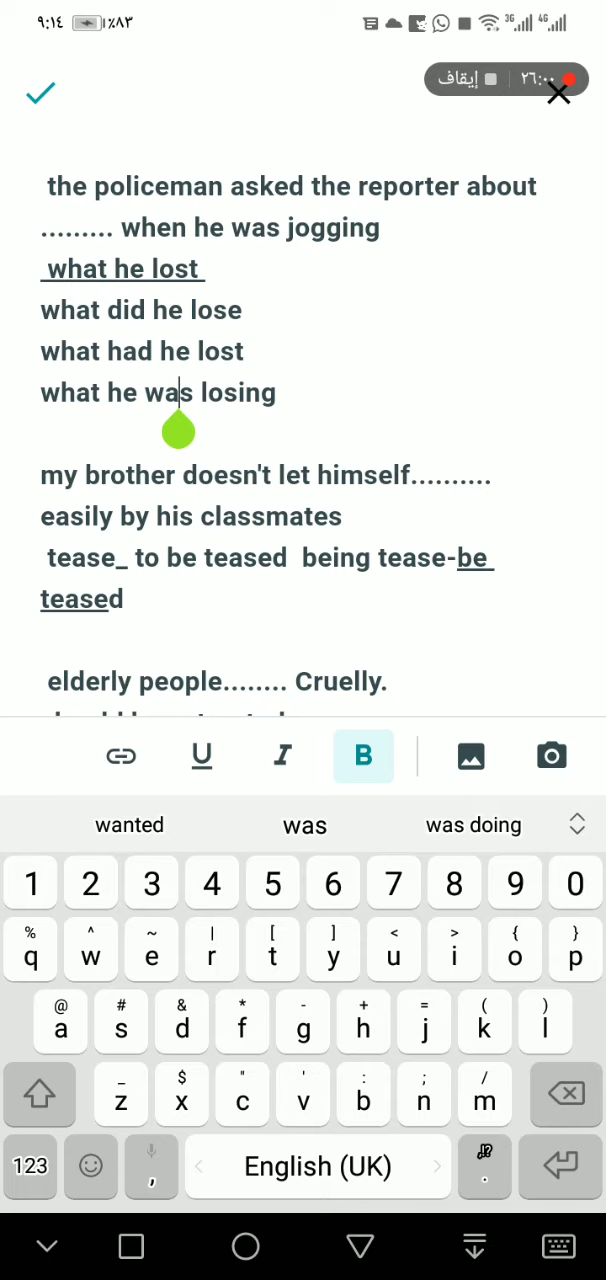 ٩:١٤ ٪٨٣ 3G 4G
إيقاف ٢٦:٠٠
the policeman asked the reporter about
......... when he was jogging
what he lost
what did he lose
what had he lost
what he was losing
my brother doesn't let himself..........
easily by his classmates
tease_ to be teased being tease-be
teased
elderly people........ Cruelly.
U I B
wanted was was doing
1 2 3 4 5 6 7 8 9 0
% ^ ~ | [ ] < > { }
q w e r t y u i o p
@ # & * - + = ( )
a s d f g h j k l
_ $ " ' : ; /
z x c v b n m
123 , English (UK) .